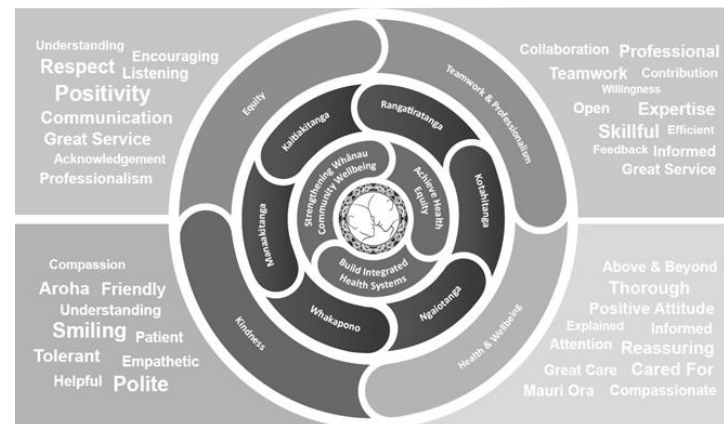 Understanding
Encouraging
Respect
Listening
Positivity
Communication
Great Service
Acknowledgement
Professionalism
Collaboration
Professional
Teamwork
Contribution
Willingness
Open
Expertise
Skillful
Efficient
Feedback
Informed
Great Service
Equity
Teamwork & Professionalism
Kaitiakitanga
Rangatiratanga
Strengthening Whānau
Community Wellbeing
Achieve Health
Equity
Manaakitanga
Kotahitanga
Build Integrated
Health Systems
Whakapono
Ngaiotanga
Kindness
Health & Wellbeing
Compassion
Aroha
Friendly
Understanding
Smiling
Patient
Tolerant
Empathetic
Helpful
Polite
Above & Beyond
Thorough
Positive Attitude
Explained
Informed
Attention
Reassuring
Great Care
Cared For
Mauri Ora
Compassionate